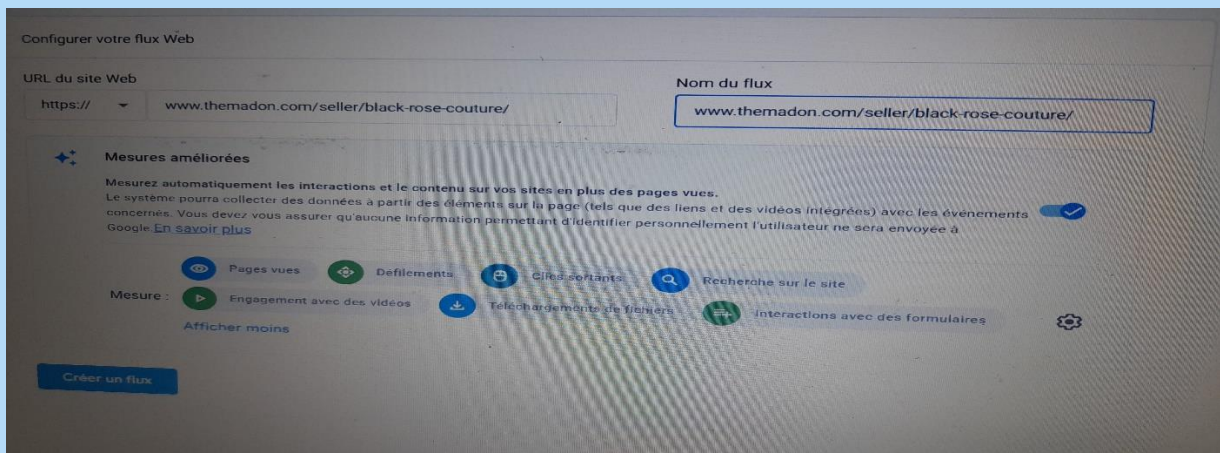 Configurer votre flux Web
URL du site Web
Nom du flux
https://
www.themadon.com/seller/black-rose-couture/
www.themadon.com/seller/black-rose-couture/
Mesures améliorées
Mesurez automatiquement les interactions et le contenu sur vos sites en plus des pages vues.
Le système pourra collecter des données à partir des éléments sur la page (tels que des liens et des vidéos intégrées) avec les événements
concernés. Vous devez vous assurer qu'aucune information permettant d'identifier personnellement l'utilisateur ne sera envoyée à
Google. En savoir plus
Pages vues
Défilements
Clics sortants
Recherche sur le site
Mesure :
Engagement avec des vidéos
Téléchargements de fichiers
Interactions avec des formulaires
Afficher moins
Créer un flux